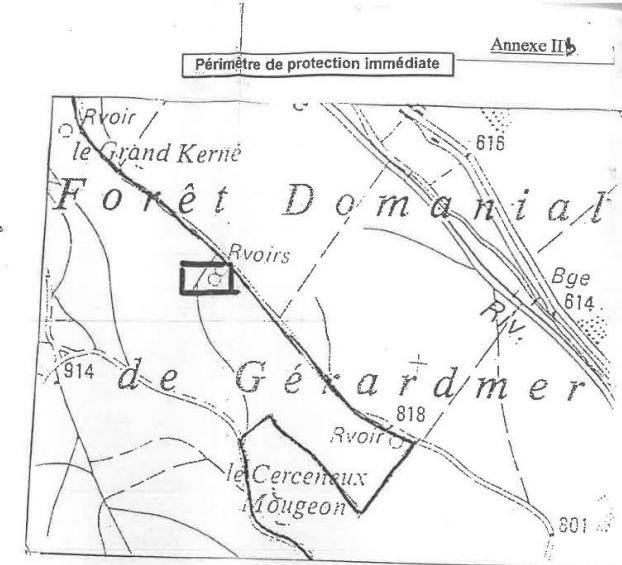 Annexe II b
Périmètre de protection immédiate
Rvoir
616
le Grand Kerné
Forêt Domanial
Rvoirs
Bge
614
Riv.
914
de Gérardmer
818
Rvoir
le Cerceneux
Mougeon
801